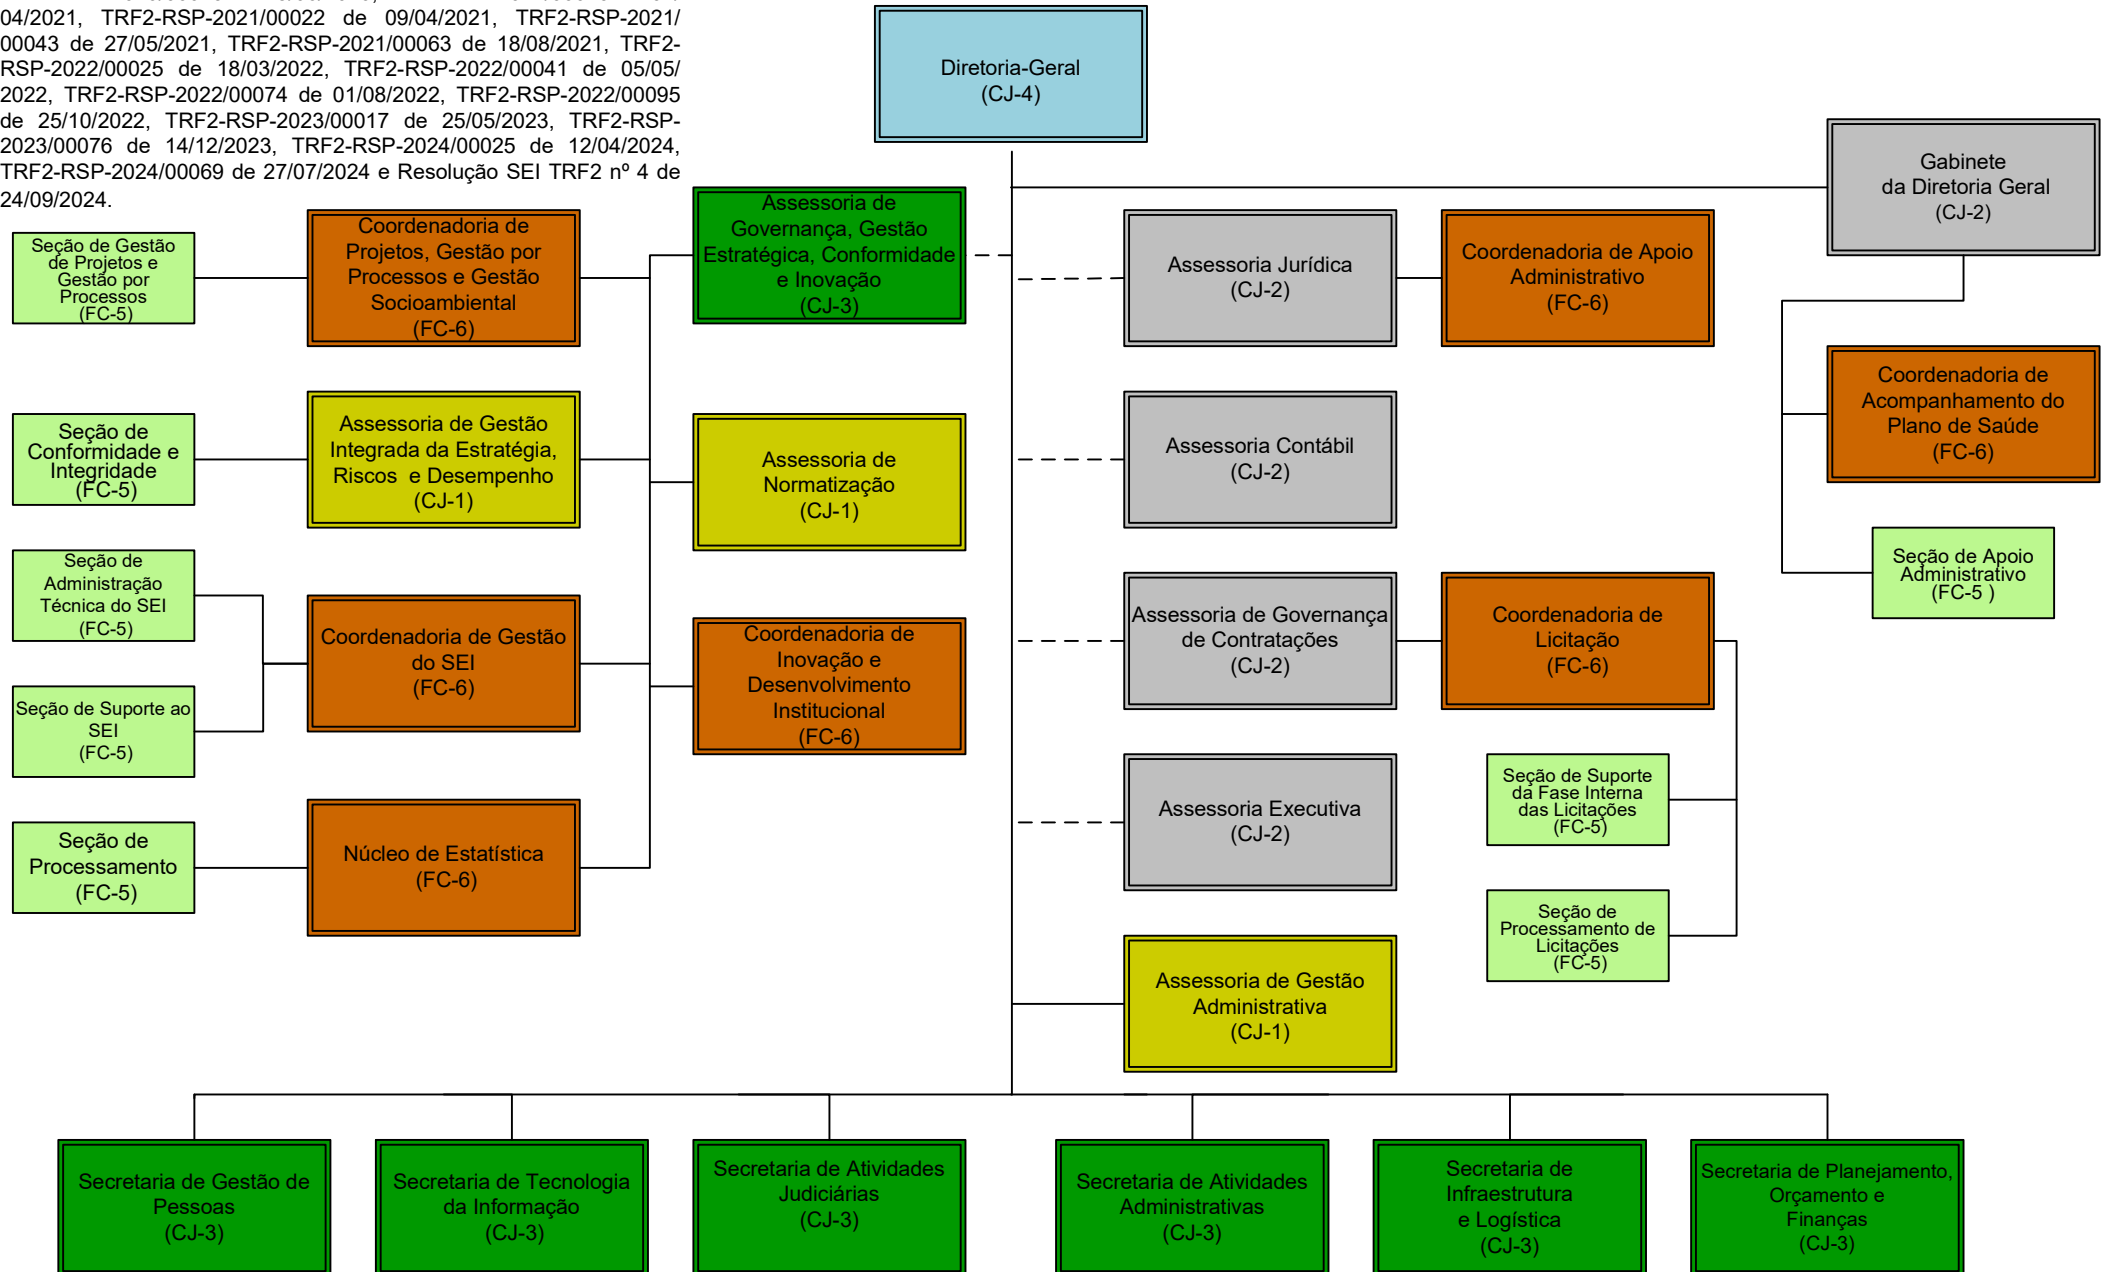 04/2021, TRF2-RSP-2021/00022 de 09/04/2021, TRF2-RSP-2021/
00043 de 27/05/2021, TRF2-RSP-2021/00063 de 18/08/2021, TRF2-
RSP-2022/00025 de 18/03/2022, TRF2-RSP-2022/00041 de 05/05/
2022, TRF2-RSP-2022/00074 de 01/08/2022, TRF2-RSP-2022/00095
de 25/10/2022, TRF2-RSP-2023/00017 de 25/05/2023, TRF2-RSP-
2023/00076 de 14/12/2023, TRF2-RSP-2024/00025 de 12/04/2024,
TRF2-RSP-2024/00069 de 27/07/2024 e Resolução SEI TRF2 nº 4 de
24/09/2024.
Diretoria-Geral
(CJ-4)
Gabinete
da Diretoria Geral
(CJ-2)
Seção de Gestão
de Projetos e
Gestão por
Processos
(FC-5)
Coordenadoria de
Projetos, Gestão por
Processos e Gestão
Socioambiental
(FC-6)
Assessoria de
Governança, Gestão
Estratégica, Conformidade
e Inovação
(CJ-3)
Assessoria Jurídica
(CJ-2)
Coordenadoria de Apoio
Administrativo
(FC-6)
Coordenadoria de
Acompanhamento do
Plano de Saúde
(FC-6)
Seção de
Conformidade e
Integridade
(FC-5)
Assessoria de Gestão
Integrada da Estratégia,
Riscos e Desempenho
(CJ-1)
Assessoria de
Normatização
(CJ-1)
Assessoria Contábil
(CJ-2)
Seção de Apoio
Administrativo
(FC-5 )
Seção de
Administração
Técnica do SEI
(FC-5)
Seção de Suporte ao
SEI
(FC-5)
Coordenadoria de Gestão
do SEI
(FC-6)
Coordenadoria de
Inovação e
Desenvolvimento
Institucional
(FC-6)
Assessoria de Governança
de Contratações
(CJ-2)
Coordenadoria de
Licitação
(FC-6)
Seção de
Processamento
(FC-5)
Núcleo de Estatística
(FC-6)
Assessoria Executiva
(CJ-2)
Seção de Suporte
da Fase Interna
das Licitações
(FC-5)
Seção de
Processamento de
Licitações
(FC-5)
Assessoria de Gestão
Administrativa
(CJ-1)
Secretaria de Gestão de
Pessoas
(CJ-3)
Secretaria de Tecnologia
da Informação
(CJ-3)
Secretaria de Atividades
Judiciárias
(CJ-3)
Secretaria de Atividades
Administrativas
(CJ-3)
Secretaria de
Infraestrutura
e Logística
(CJ-3)
Secretaria de Planejamento,
Orçamento e
Finanças
(CJ-3)